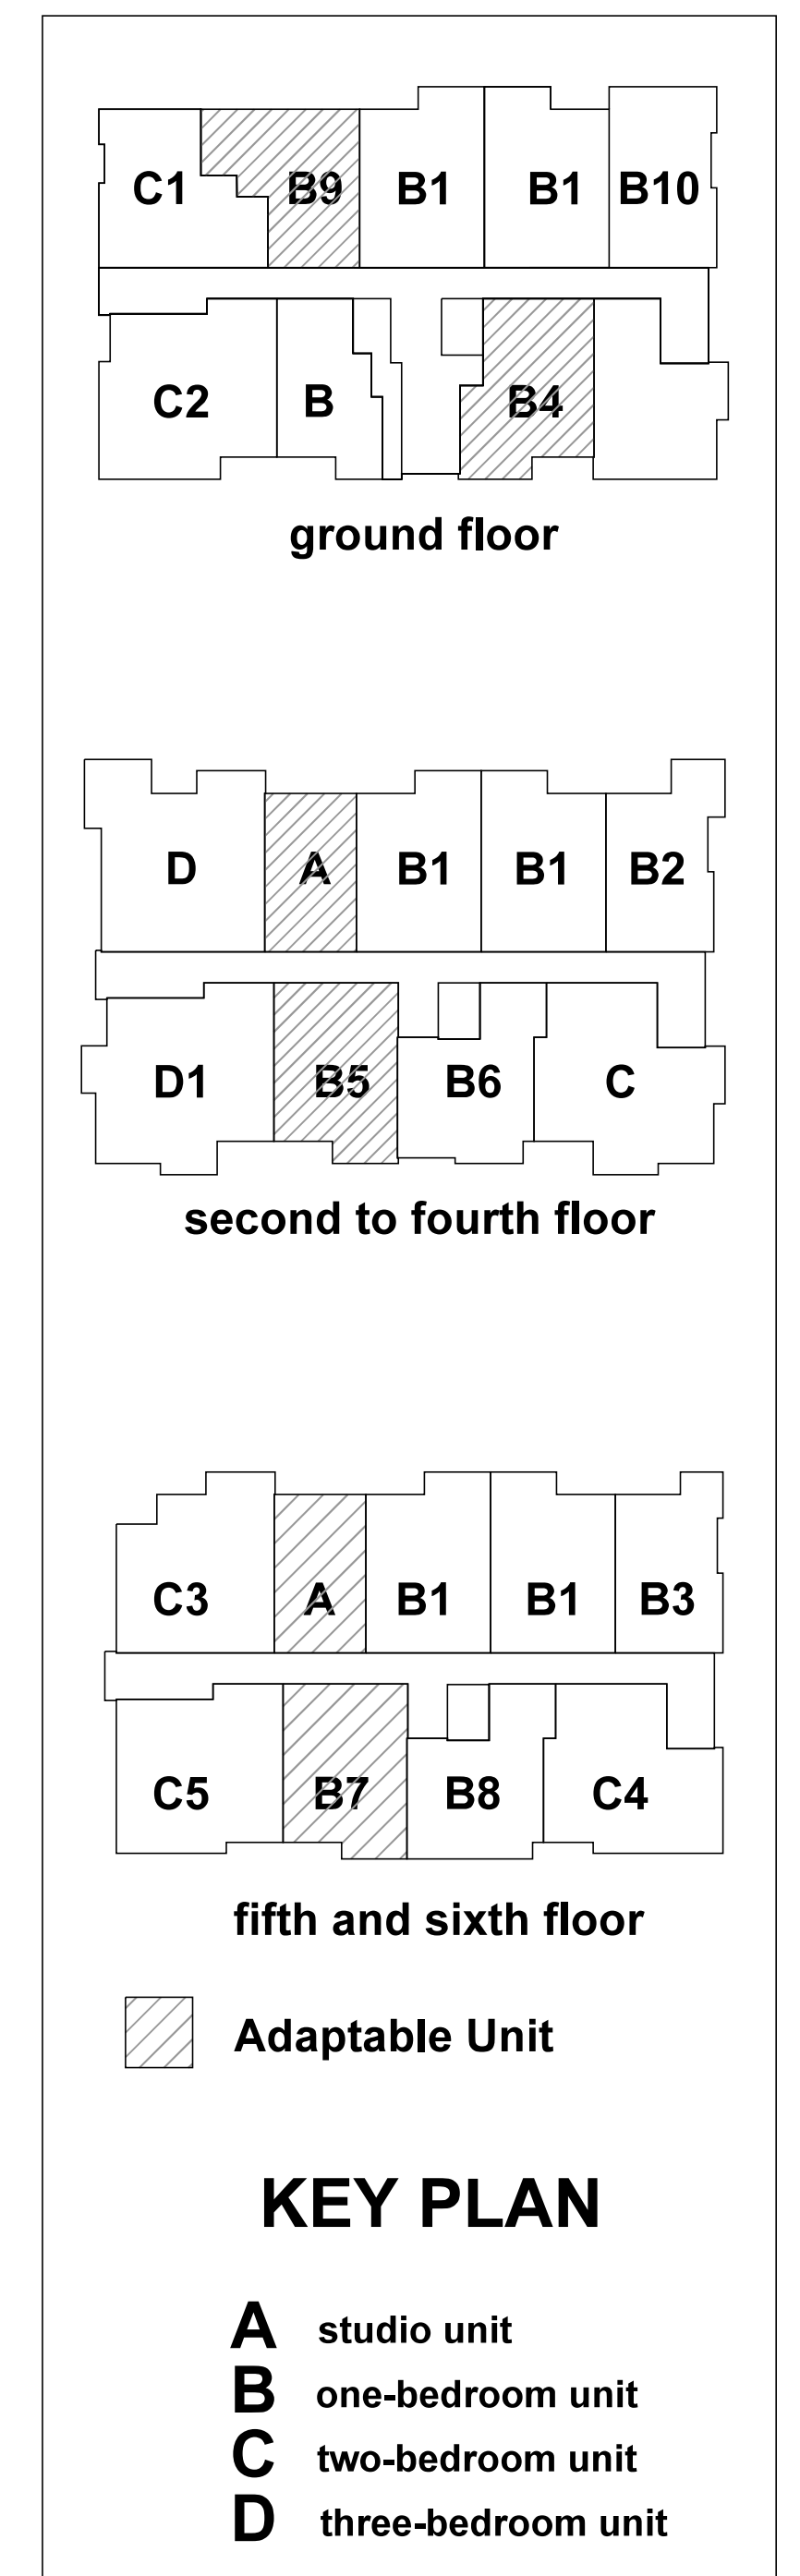 C1 B9 B1 B1 B10
C2 B B4
ground floor
D A B1 B1 B2
D1 B5 B6 C
second to fourth floor
C3 A B1 B1 B3
C5 B7 B8 C4
fifth and sixth floor
Adaptable Unit
KEY PLAN
A studio unit
B one-bedroom unit
C two-bedroom unit
D three-bedroom unit